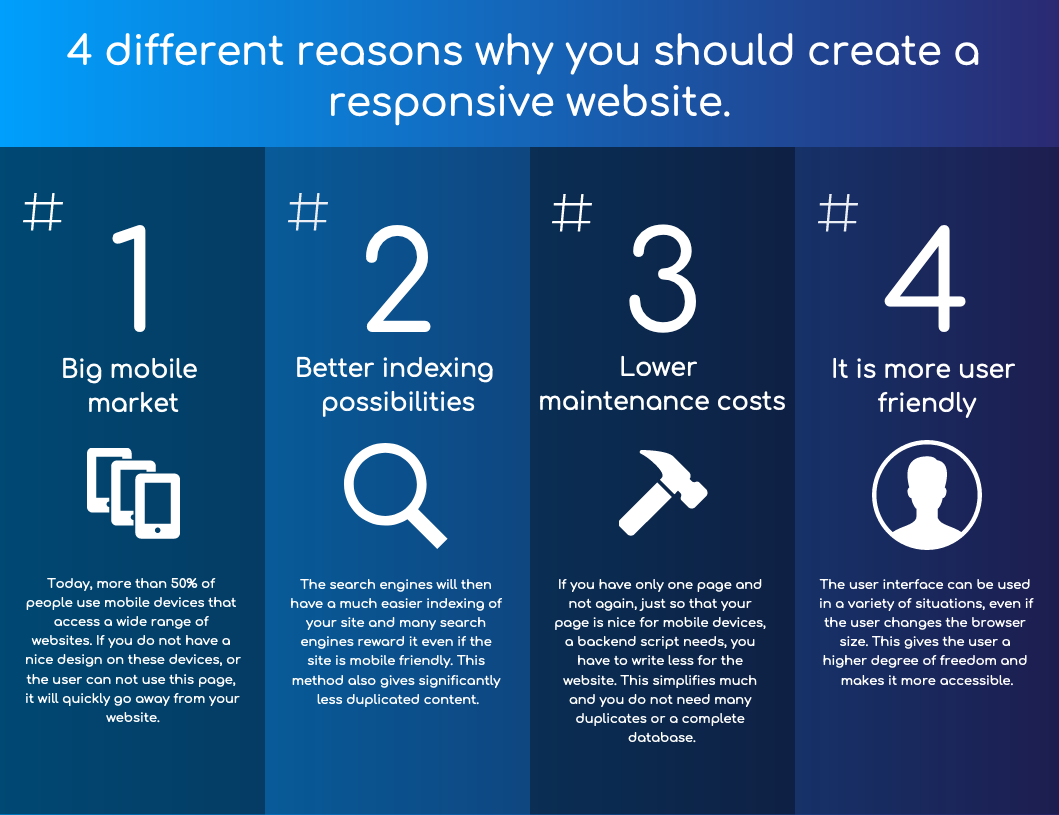 4 different reasons why you should create a
responsive website.
#
1
Big mobile
market
Today, more than 50% of
people use mobile devices that
access a wide range of
websites. If you do not have a
nice design on these devices, or
the user can not use this page,
it will quickly go away from your
website.
#
2
Better indexing
possibilities
The search engines will then
have a much easier indexing of
your site and many search
engines reward it even if the
site is mobile friendly. This
method also gives significantly
less duplicated content.
#
3
Lower
maintenance costs
If you have only one page and
not again, just so that your
page is nice for mobile devices,
a backend script needs, you
have to write less for the
website. This simplifies much
and you do not need many
duplicates or a complete
database.
#
4
It is more user
friendly
The user interface can be used
in a variety of situations, even if
the user changes the browser
size. This gives the user a
higher degree of freedom and
makes it more accessible.